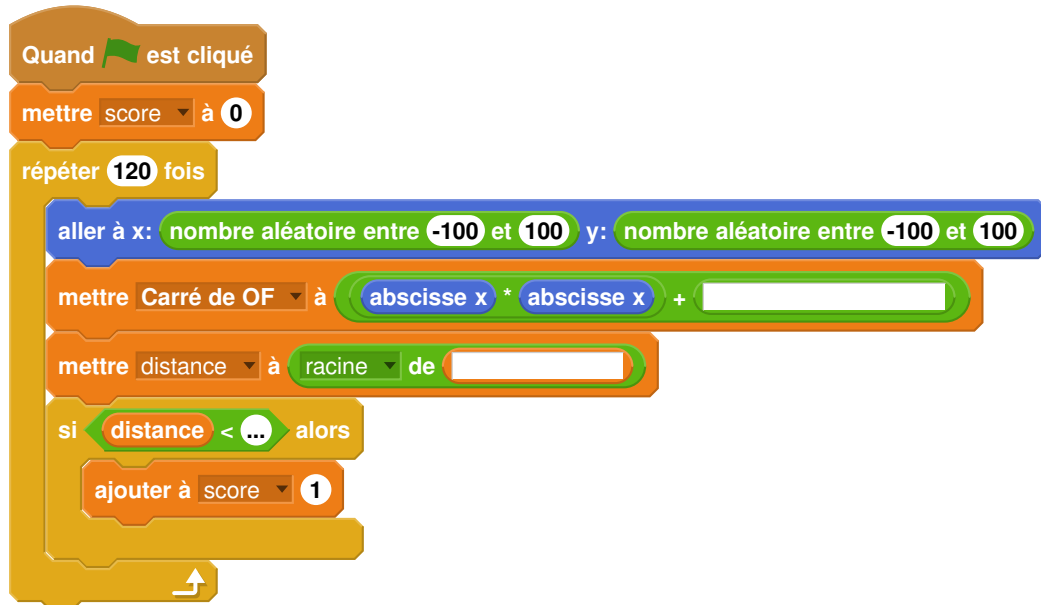 Quand est cliqué
mettre score à 0
répéter 120 fois
aller à x: nombre aléatoire entre -100 et 100 y: nombre aléatoire entre -100 et 100
mettre Carré de OF à abscisse x * abscisse x +
mettre distance à racine de
si distance < ... alors
ajouter à score 1